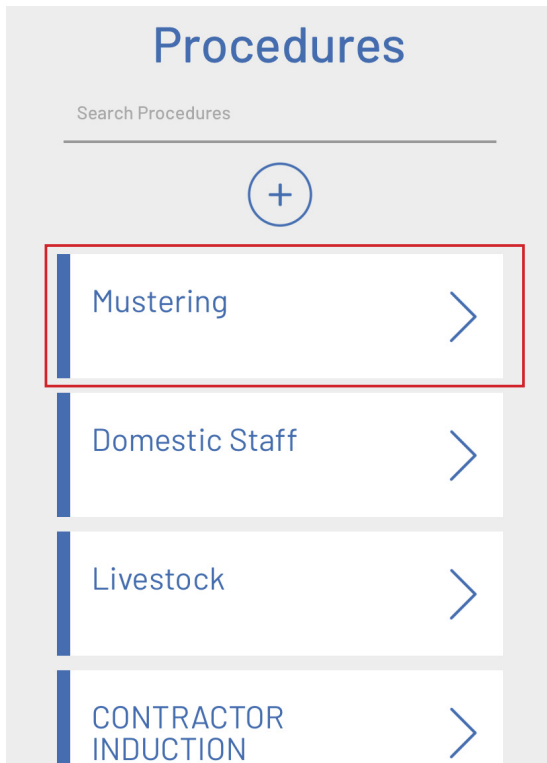 Procedures
Search Procedures
Mustering
Domestic Staff
Livestock
CONTRACTOR
INDUCTION